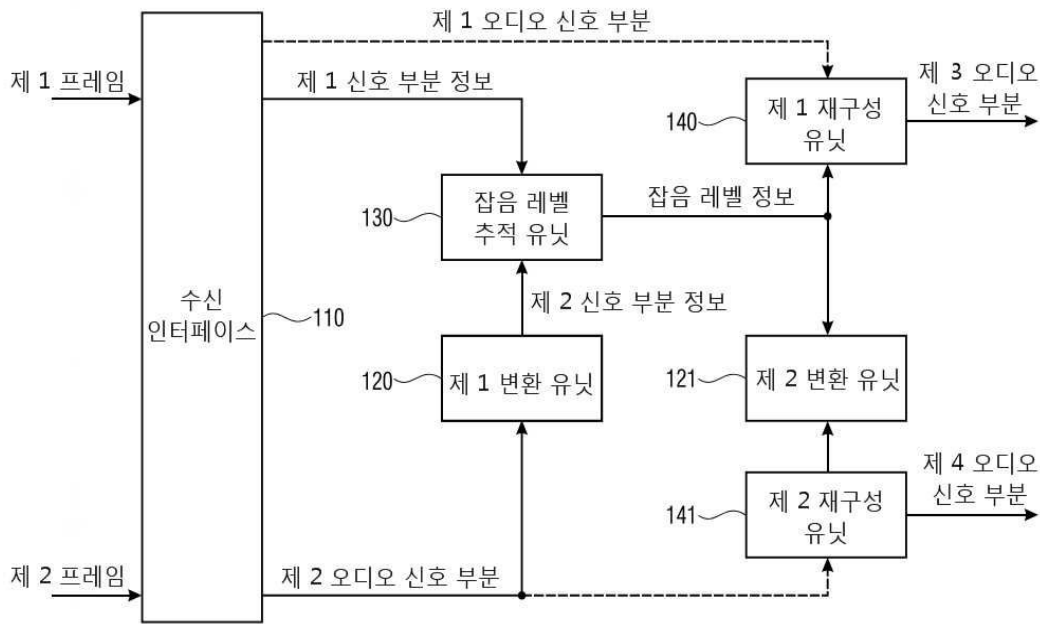 제 1 오디오 신호 부분
제 1 프레임
제 1 신호 부분 정보
제 3 오디오
신호 부분
140
제 1 재구성
유닛
130
잡음 레벨
추적 유닛
잡음 레벨 정보
수신
인터페이스
110
제 2 신호 부분 정보
120
제 1 변환 유닛
121
제 2 변환 유닛
제 4 오디오
신호 부분
141
제 2 재구성
유닛
제 2 프레임
제 2 오디오 신호 부분